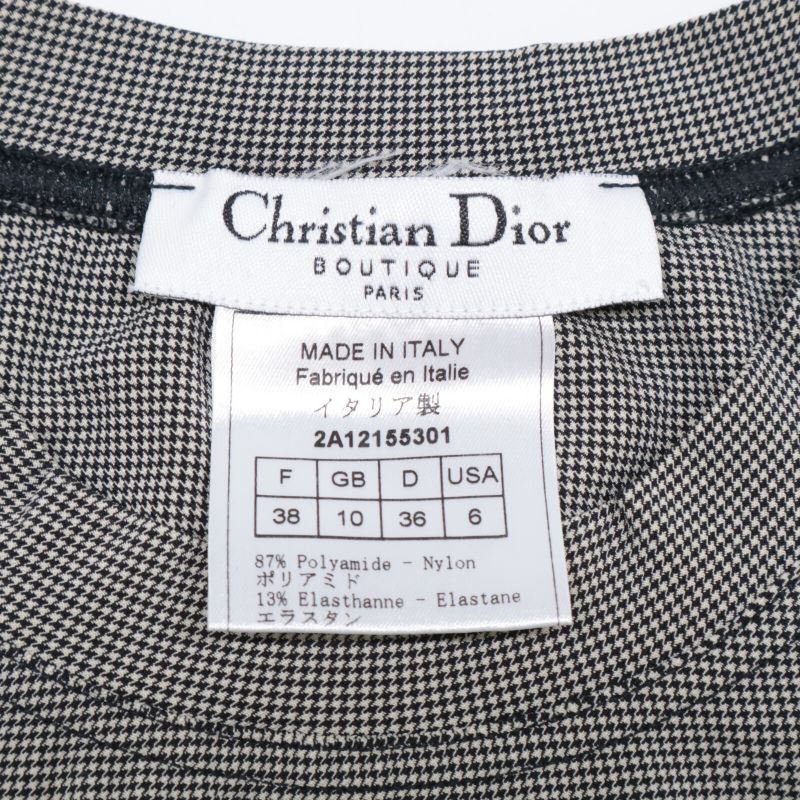 Christian Dior
BOUTIQUE
PARIS
MADE IN ITALY
Fabriqué en Italie
イタリア製
2A12155301
F GB D USA
38 10 36 6
87% Polyamide - Nylon
ポリアミド
13% Elasthanne - Elastane
エラスタン